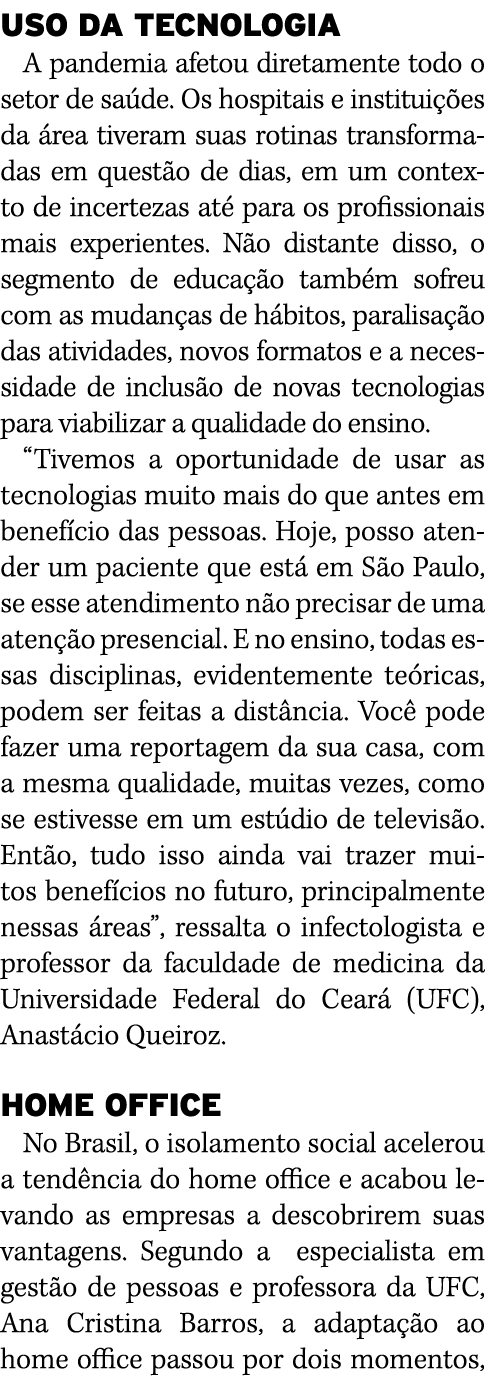 USO DA TECNOLOGIA
A pandemia afetou diretamente todo o
setor de saúde. Os hospitais e instituições
da área tiveram suas rotinas transforma-
das em questão de dias, em um contex-
to de incertezas até para os profissionais
mais experientes. Não distante disso, o
segmento de educação também sofreu
com as mudanças de hábitos, paralisação
das atividades, novos formatos e a neces-
sidade de inclusão de novas tecnologias
para viabilizar a qualidade do ensino.
“Tivemos a oportunidade de usar as
tecnologias muito mais do que antes em
benefício das pessoas. Hoje, posso aten-
der um paciente que está em São Paulo,
se esse atendimento não precisar de uma
atenção presencial. E no ensino, todas es-
sas disciplinas, evidentemente teóricas,
podem ser feitas a distância. Você pode
fazer uma reportagem da sua casa, com
a mesma qualidade, muitas vezes, como
se estivesse em um estúdio de televisão.
Então, tudo isso ainda vai trazer mui-
tos benefícios no futuro, principalmente
nessas áreas”, ressalta o infectologista e
professor da faculdade de medicina da
Universidade Federal do Ceará (UFC),
Anastácio Queiroz.
HOME OFFICE
No Brasil, o isolamento social acelerou
a tendência do home office e acabou le-
vando as empresas a descobrirem suas
vantagens. Segundo a especialista em
gestão de pessoas e professora da UFC,
Ana Cristina Barros, a adaptação ao
home office passou por dois momentos,